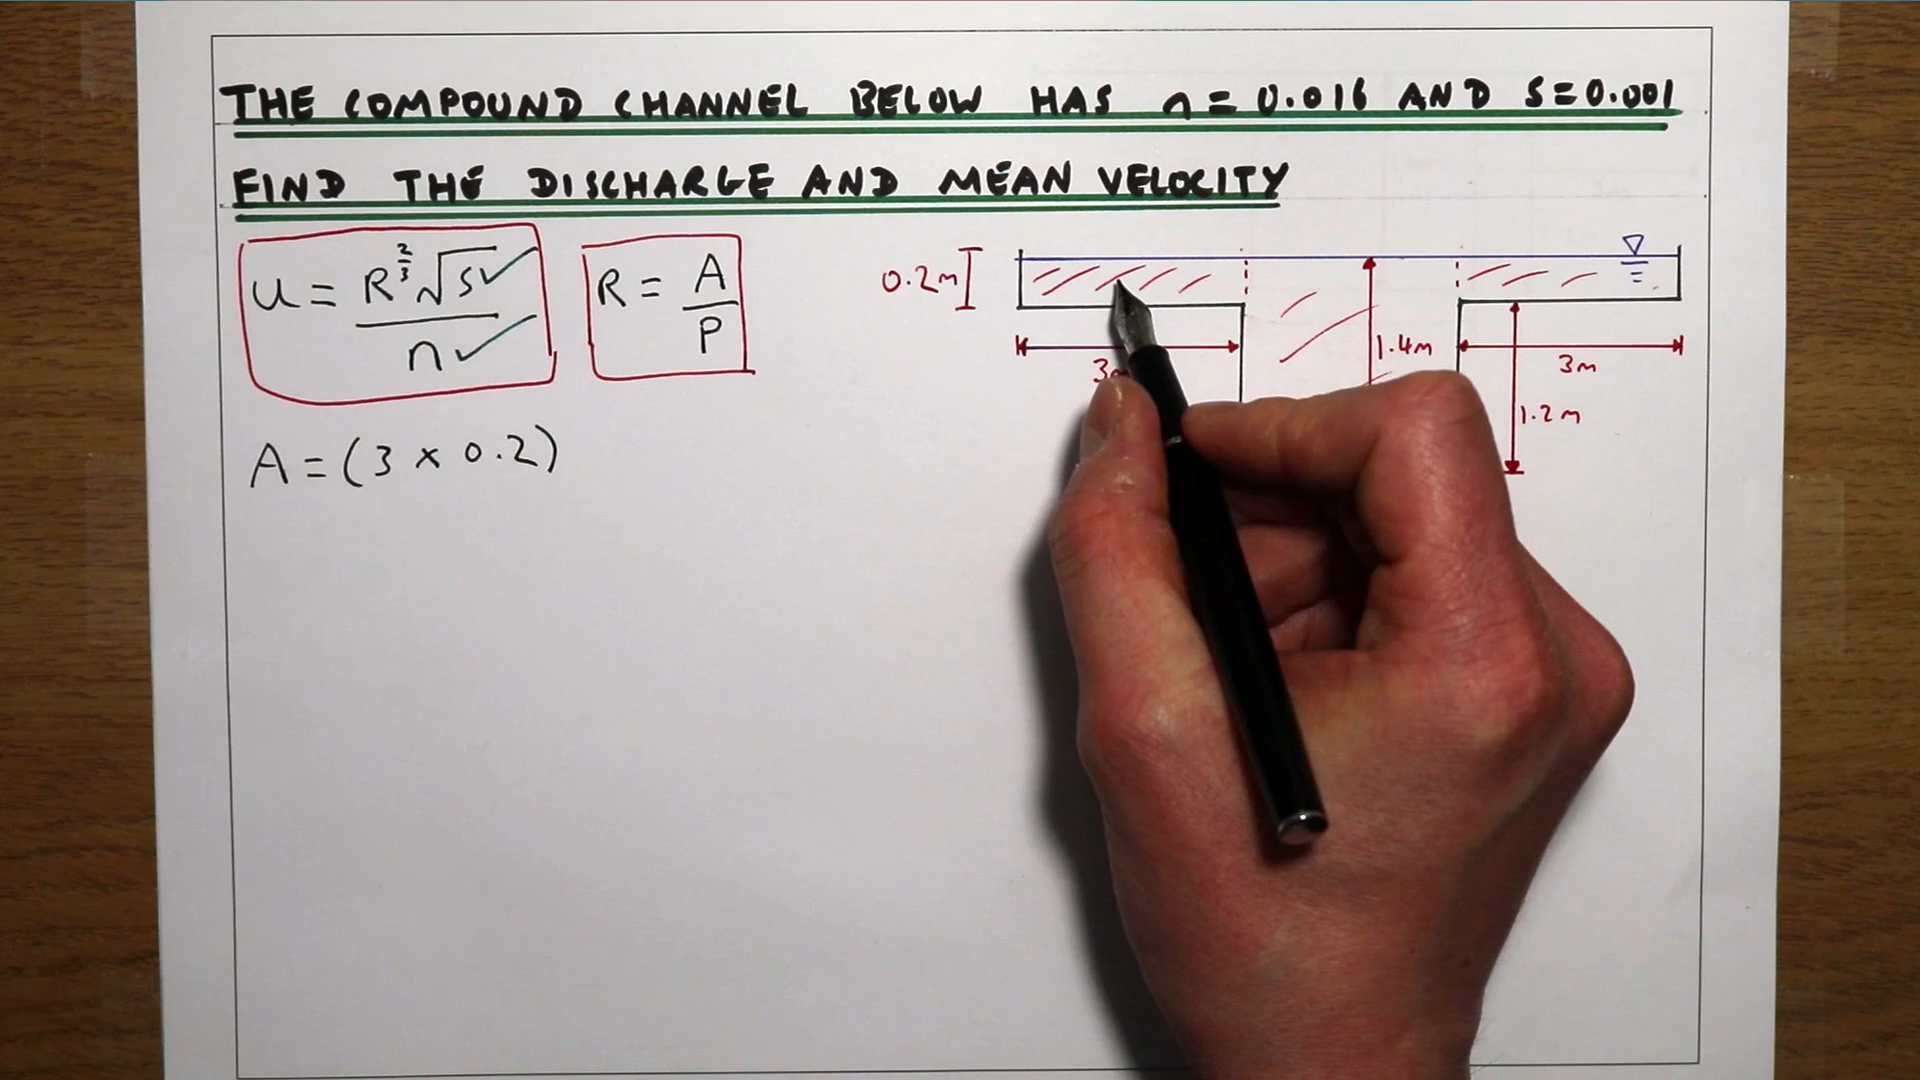 THE COMPOUND CHANNEL BELOW HAS n = 0.016 AND S=0.001
FIND THE DISCHARGE AND MEAN VELOCITY
u = R^(2/3) √S / n
R = A / P
0.2m
1.4m
3m
1.2m
A = (3 x 0.2)